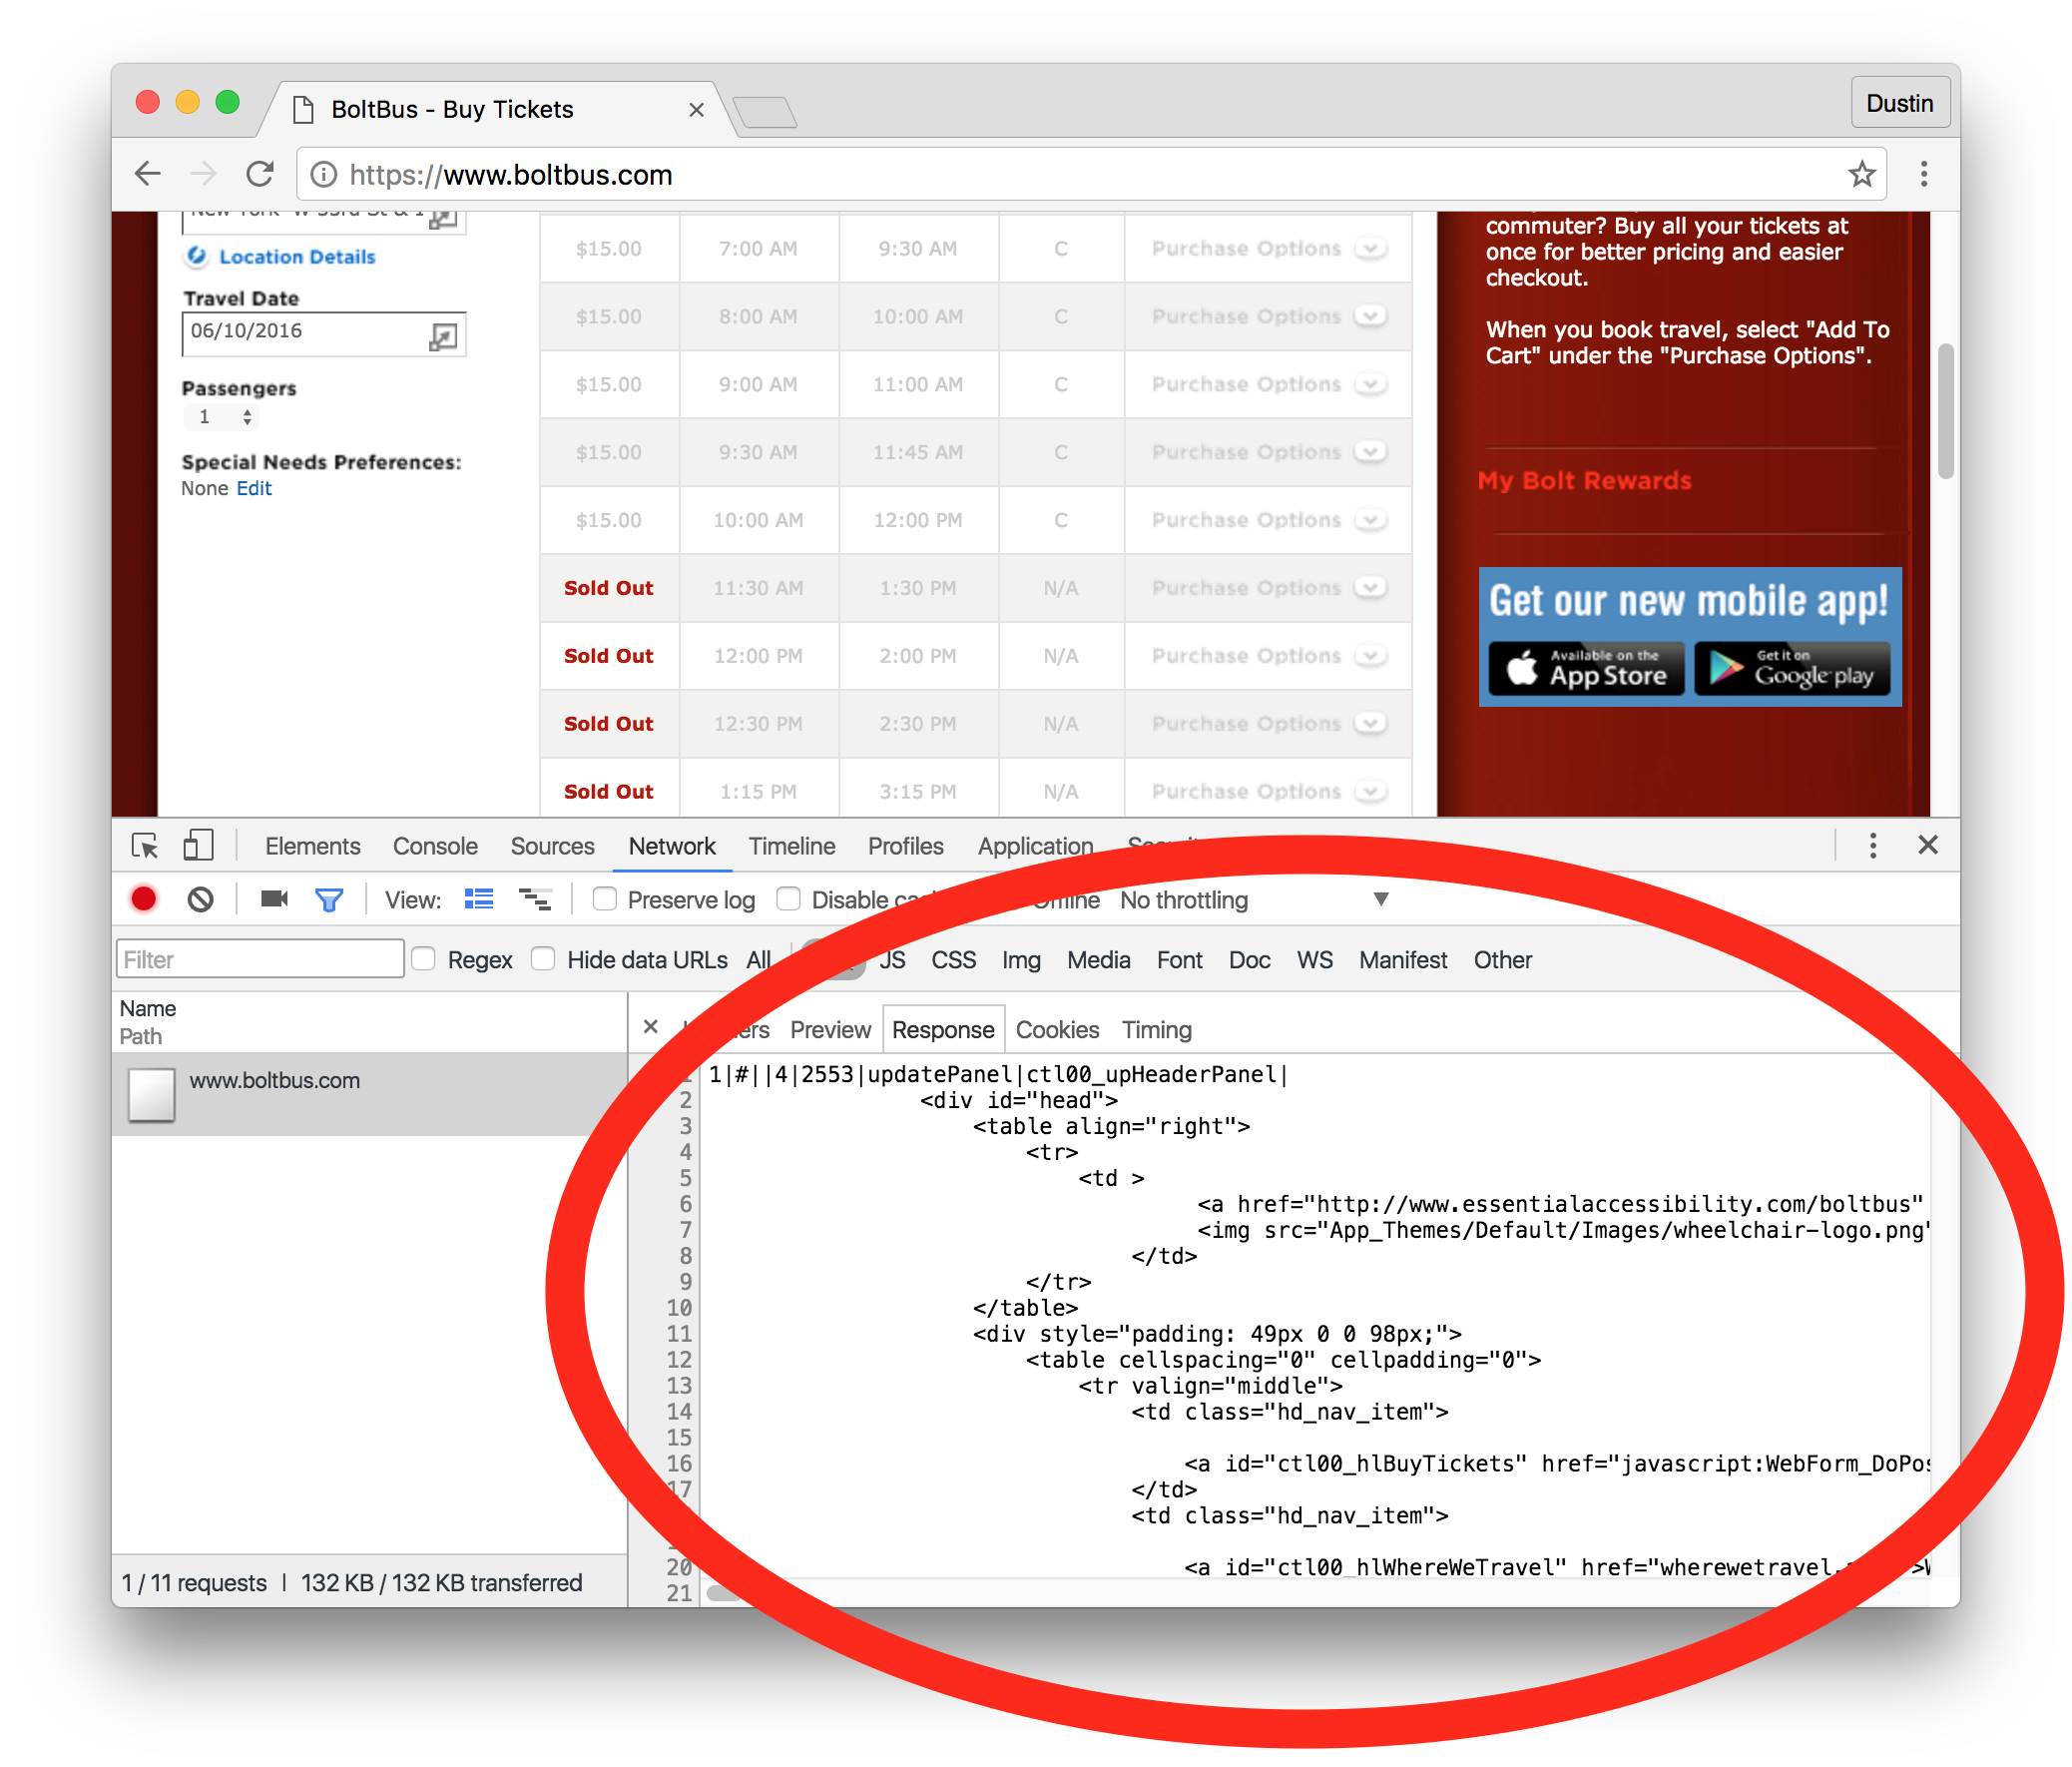 BoltBus - Buy Tickets
Dustin
https://www.boltbus.com
Location Details
Travel Date
06/10/2016
Passengers
1
Special Needs Preferences:
None Edit
$15.00 7:00 AM 9:30 AM C Purchase Options
$15.00 8:00 AM 10:00 AM C Purchase Options
$15.00 9:00 AM 11:00 AM C Purchase Options
$15.00 9:30 AM 11:45 AM C Purchase Options
$15.00 10:00 AM 12:00 PM C Purchase Options
Sold Out 11:30 AM 1:30 PM N/A Purchase Options
Sold Out 12:00 PM 2:00 PM N/A Purchase Options
Sold Out 12:30 PM 2:30 PM N/A Purchase Options
Sold Out 1:15 PM 3:15 PM N/A Purchase Options
commuter? Buy all your tickets at
once for better pricing and easier
checkout.
When you book travel, select "Add To
Cart" under the "Purchase Options".
My Bolt Rewards
Get our new mobile app!
Available on the
App Store
Get it on
Google play
Elements Console Sources Network Timeline Profiles Application
View: Preserve log Disable No throttling
Filter Regex Hide data URLs All JS CSS Img Media Font Doc WS Manifest Other
Name
Path
www.boltbus.com
1 / 11 requests | 132 KB / 132 KB transferred
Preview Response Cookies Timing
1|#||4|2553|updatePanel|ctl00_upHeaderPanel|
2 <div id="head">
3 <table align="right">
4 <tr>
5 <td >
6 <a href="http://www.essentialaccessibility.com/boltbus"
7 <img src="App_Themes/Default/Images/wheelchair-logo.png"
8 </td>
9 </tr>
10 </table>
11 <div style="padding: 49px 0 0 98px;">
12 <table cellspacing="0" cellpadding="0">
13 <tr valign="middle">
14 <td class="hd_nav_item">
15
16 <a id="ctl00_hlBuyTickets" href="javascript:WebForm_DoPos
17 </td>
<td class="hd_nav_item">
20 <a id="ctl00_hlWhereWeTravel" href="wherewetravel.
21